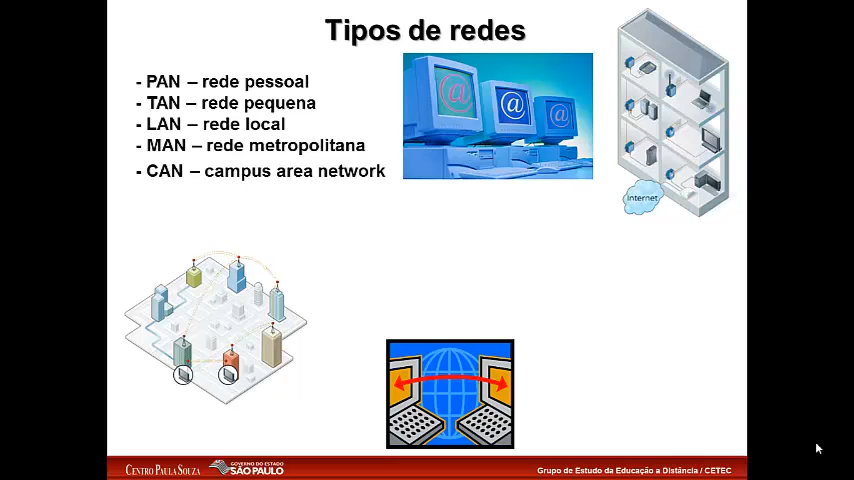 Tipos de redes
- PAN – rede pessoal
- TAN – rede pequena
- LAN – rede local
- MAN – rede metropolitana
- CAN – campus area network
@ @ @
internet
CENTRO PAULA SOUZA
GOVERNO DO ESTADO
SÃO PAULO
Grupo de Estudo da Educação a Distância / CETEC